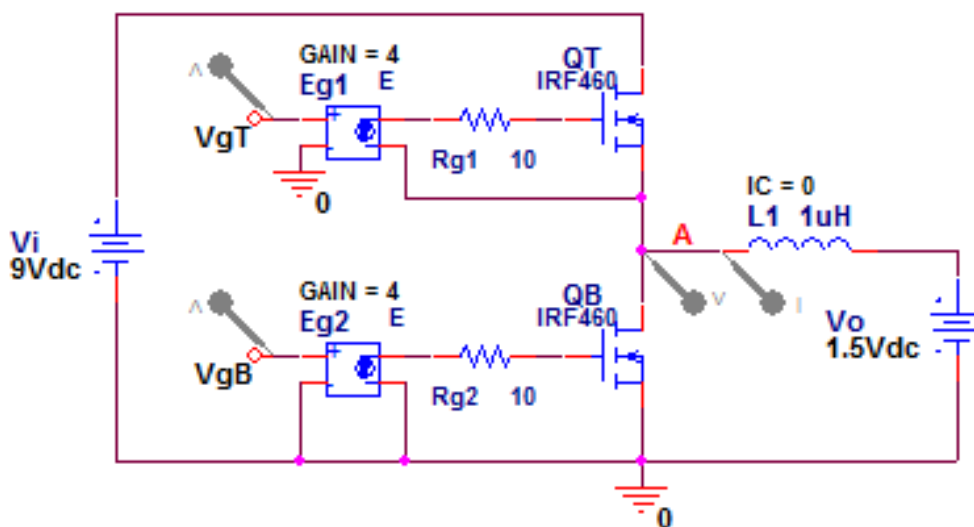 GAIN = 4
Eg1 E
QT
IRF460
VgT
Rg1 10
0
Vi
9Vdc
A
IC = 0
L1 1uH
V
I
GAIN = 4
Eg2 E
QB
IRF460
VgB
Rg2 10
Vo
1.5Vdc
0